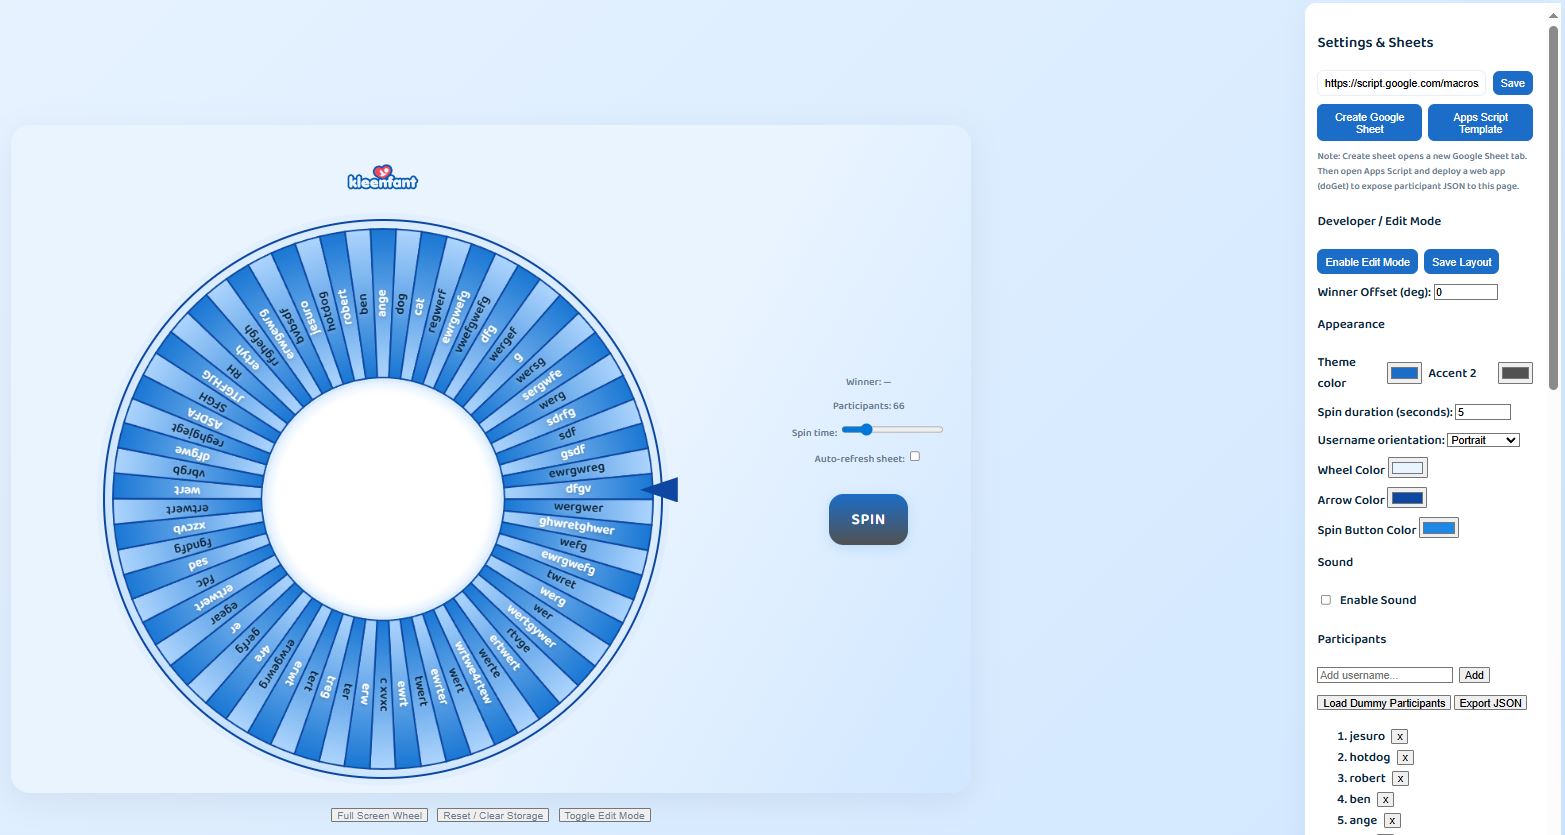 kleenfant
ange
dog
cat
regwerf
ewrgwefg
vwefgwefg
dfg
wergef
g
wersg
sergwfe
werg
sdrfg
sdf
gsdf
ewrgwreg
dfgv
wergwer
ghwretghwer
wefg
ewrgwefg
twret
werg
wer
wertgywer
rtvge
ertwert
werte
wrtwe4rtew
wert
ewrter
twert
ewrt
c xvxc
erw
ter
treg
tert
erwt
erwgewrg
are
gerfg
er
egear
ertwert
fdc
sad
fgndfg
xzcvb
ertwert
wert
vbrgb
dfgwe
reghgjegt
ASDFA
SFGH
JTGFHJG
RH
ertyh
rfghefgh
erwgewrg
bvbsdf
jesuro
hotdog
robert
ben
Winner: —
Participants: 66
Spin time:
Auto-refresh sheet:
SPIN
Full Screen Wheel
Reset / Clear Storage
Toggle Edit Mode
Settings & Sheets
https://script.google.com/macros
Save
Create Google
Sheet
Apps Script
Template
Note: Create sheet opens a new Google Sheet tab.
Then open Apps Script and deploy a web app
(doGet) to expose participant JSON to this page.
Developer / Edit Mode
Enable Edit Mode
Save Layout
Winner Offset (deg): 0
Appearance
Theme
color
Accent 2
Spin duration (seconds): 5
Username orientation: Portrait
Wheel Color
Arrow Color
Spin Button Color
Sound
Enable Sound
Participants
Add username...
Add
Load Dummy Participants
Export JSON
1. jesuro x
2. hotdog x
3. robert x
4. ben x
5. ange x